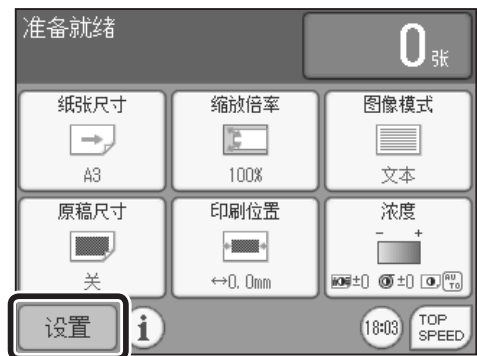 准备就绪
0张
纸张尺寸
缩放倍率
图像模式
A3
100%
文本
原稿尺寸
印刷位置
浓度
- +
关
↔0.0mm
±0 ±0 AUTO
设置
i
18:03
TOP SPEED